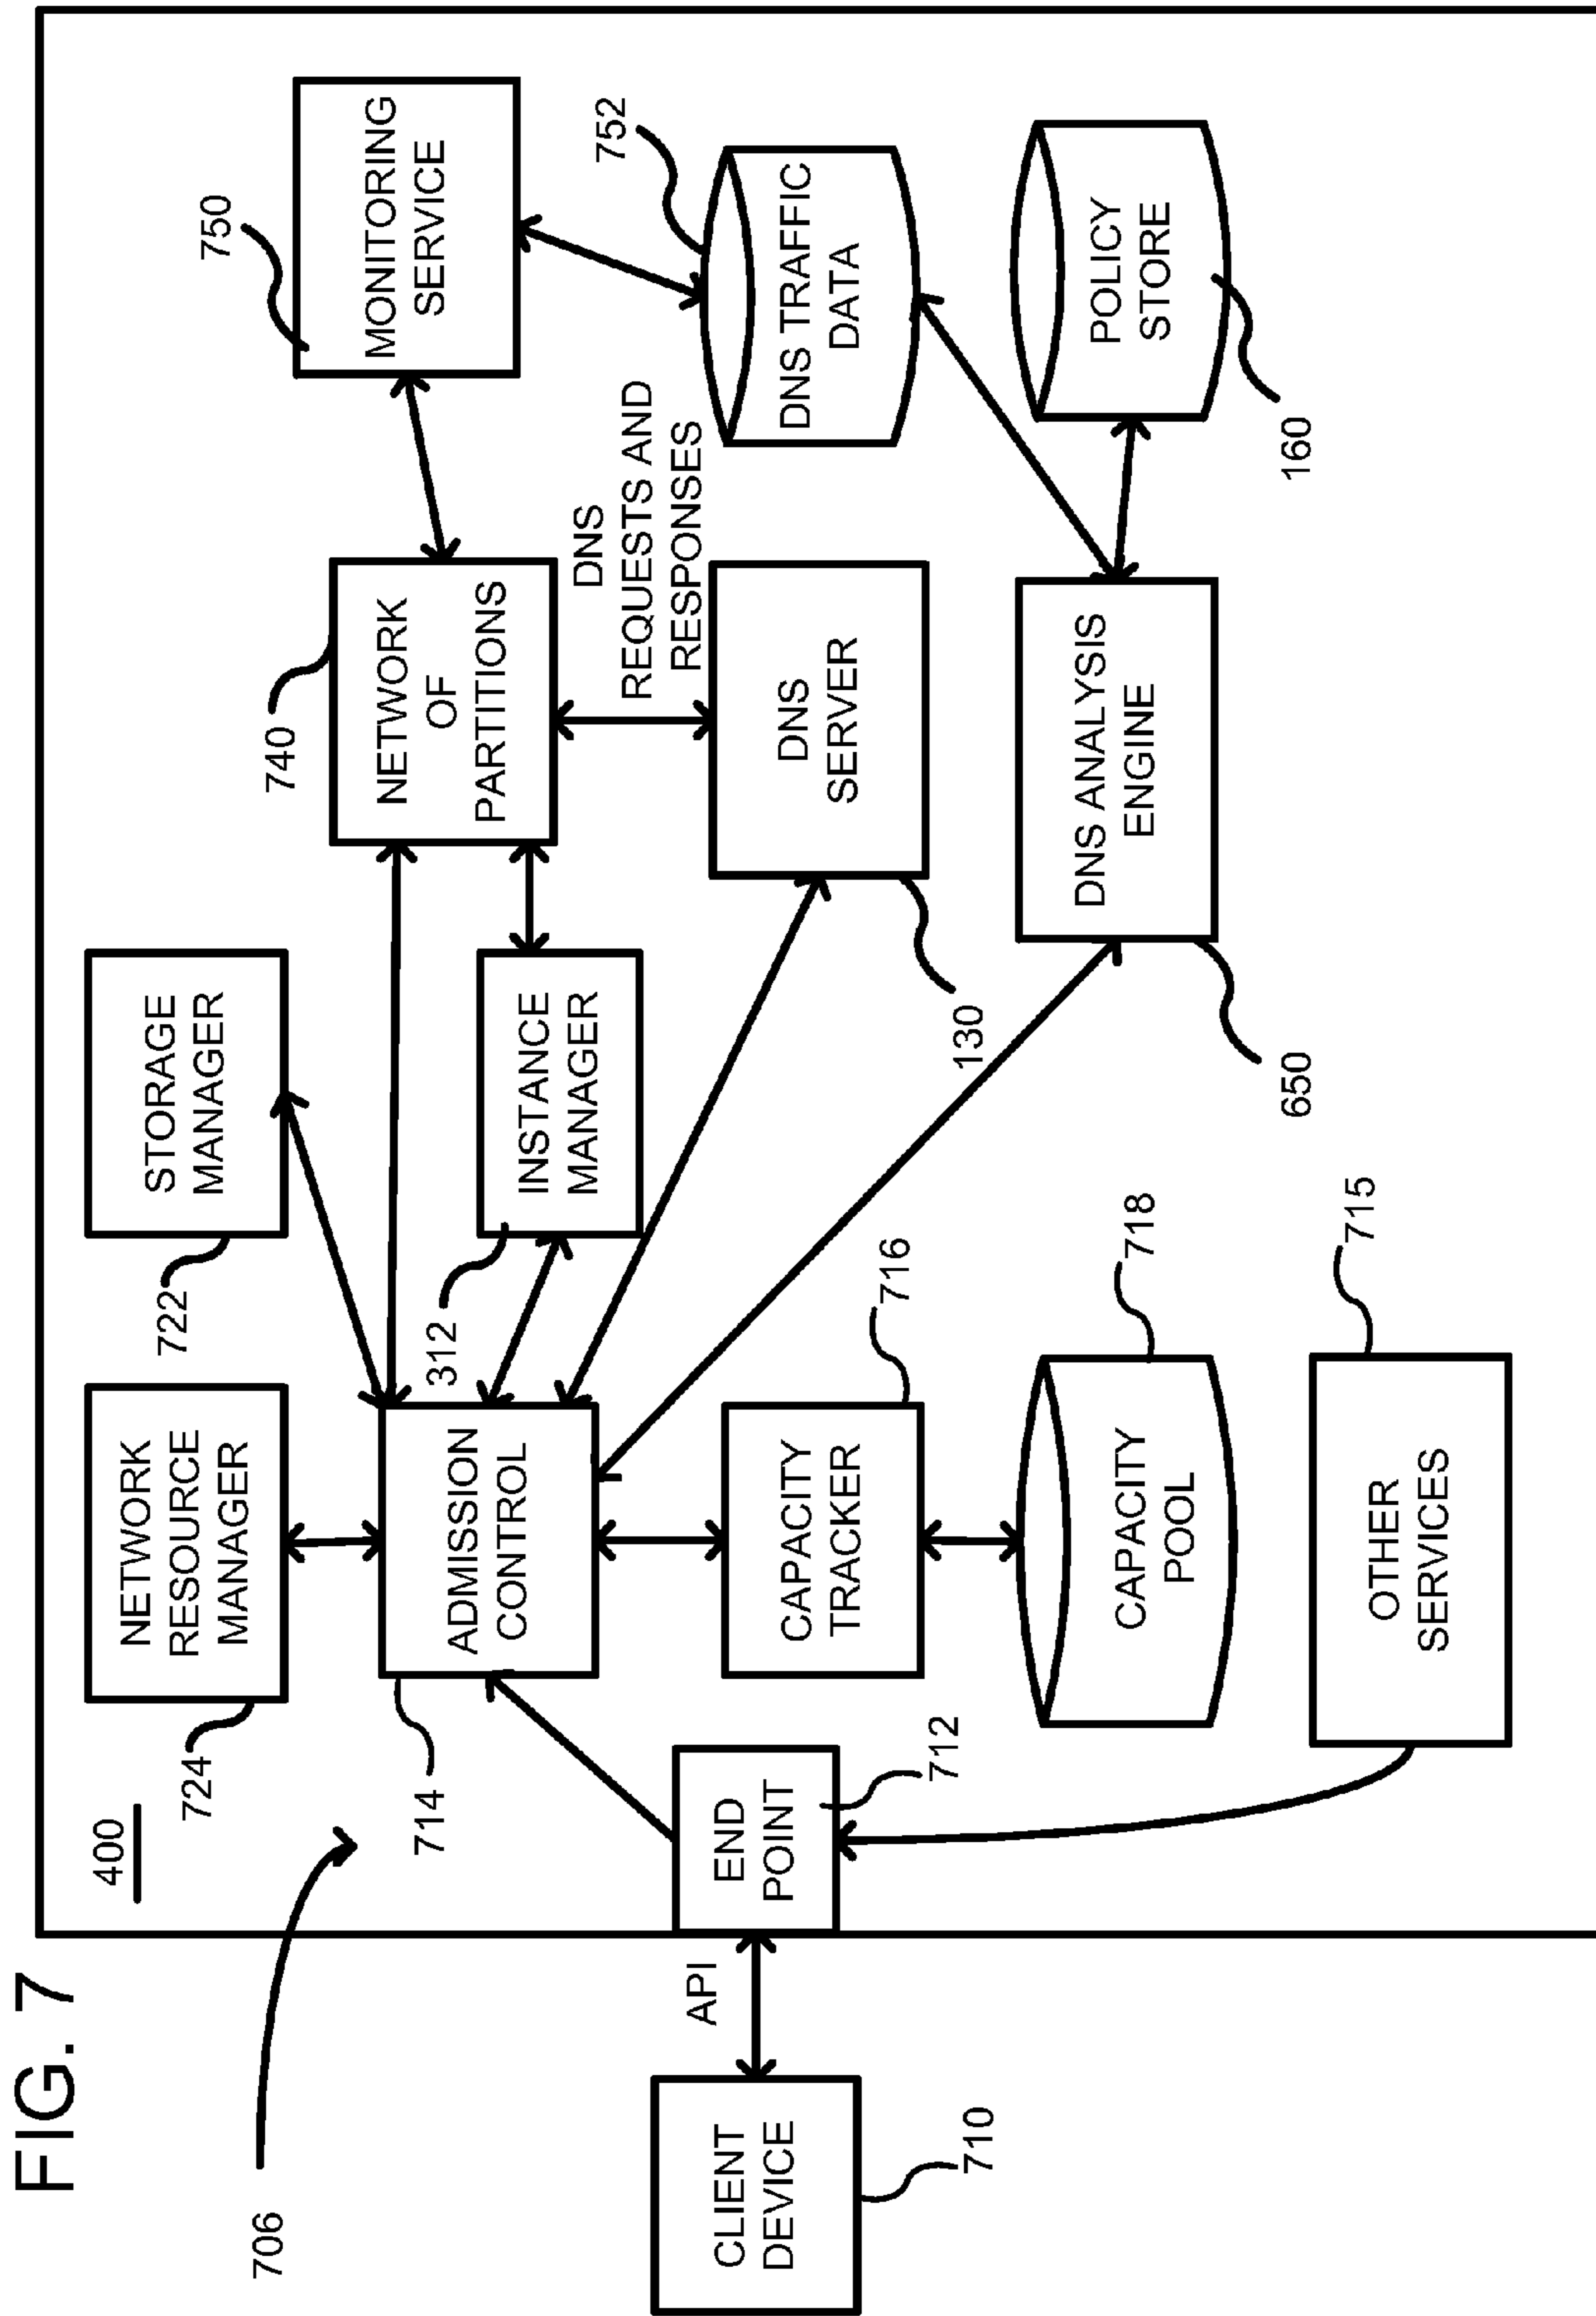 FIG. 7
706
400
724
NETWORK
RESOURCE
MANAGER
722
STORAGE
MANAGER
714
ADMISSION
CONTROL
312
INSTANCE
MANAGER
740
NETWORK
OF
PARTITIONS
750
MONITORING
SERVICE
752
DNS TRAFFIC
DATA
DNS
REQUESTS AND
RESPONSES
DNS
SERVER
130
CLIENT
DEVICE
710
API
END
POINT
712
CAPACITY
TRACKER
716
CAPACITY
POOL
718
OTHER
SERVICES
715
DNS ANALYSIS
ENGINE
650
POLICY
STORE
160